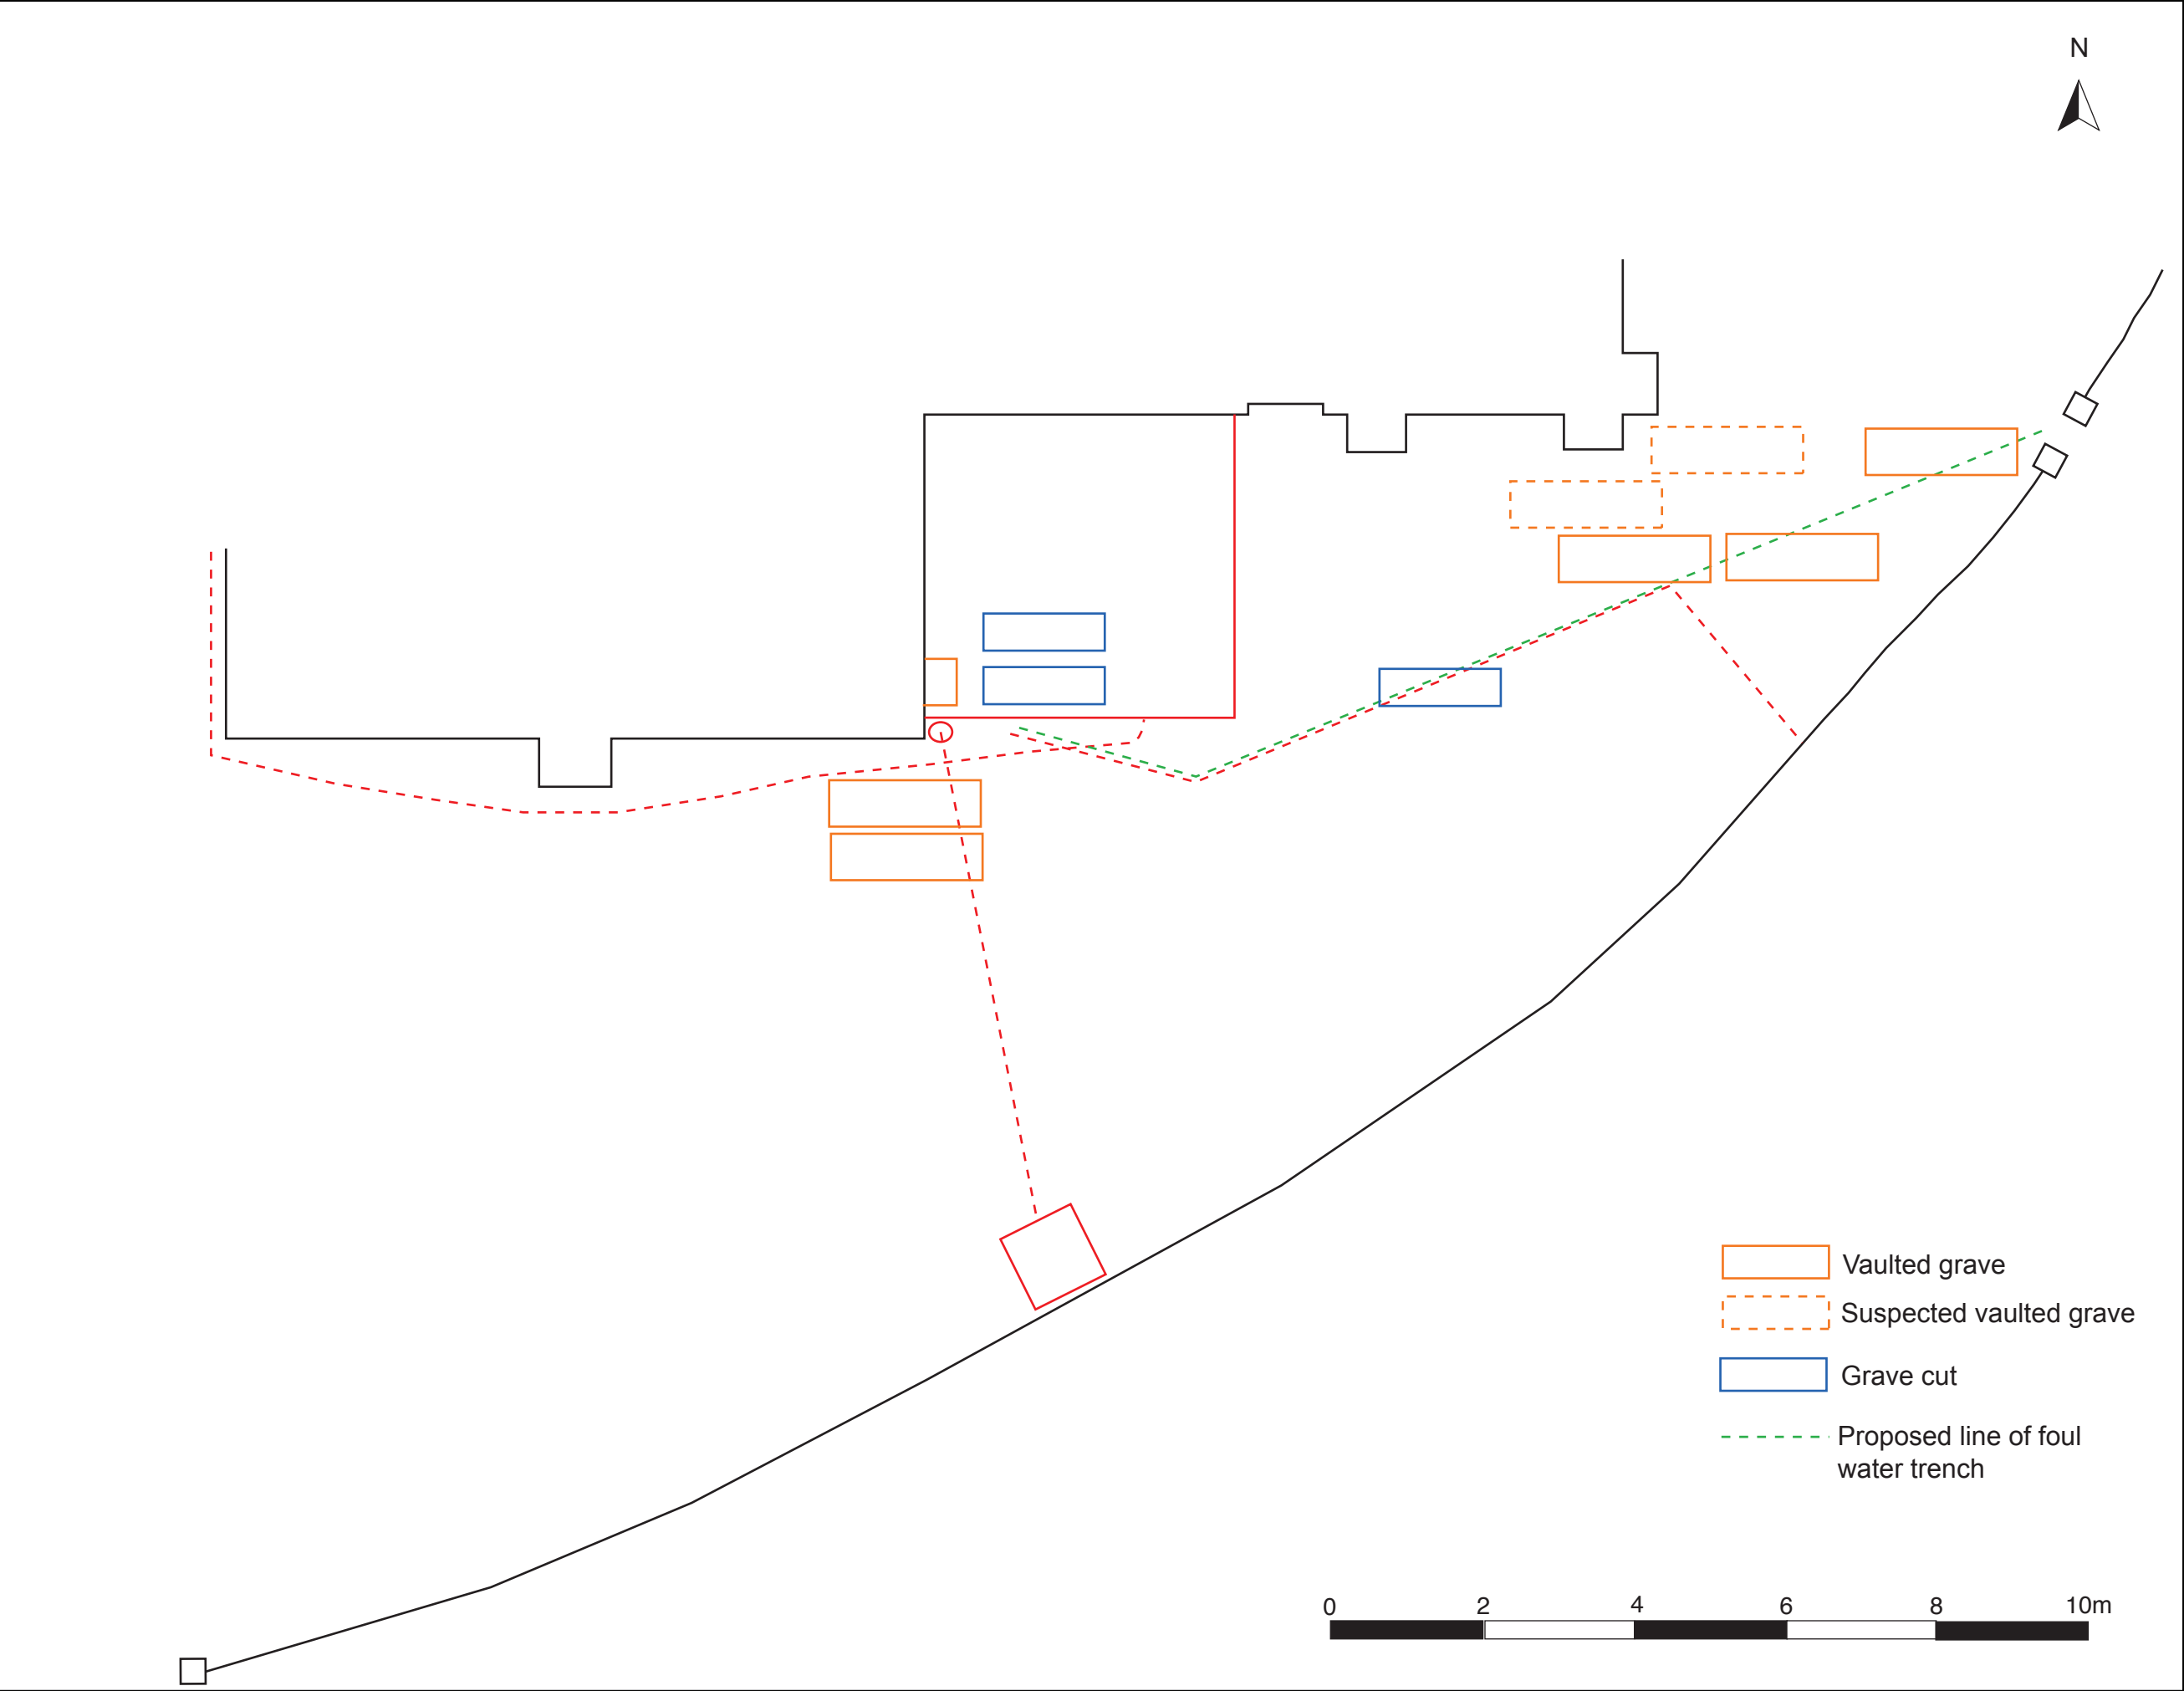 N
Vaulted grave
Suspected vaulted grave
Grave cut
Proposed line of foul
water trench
0 2 4 6 8 10m